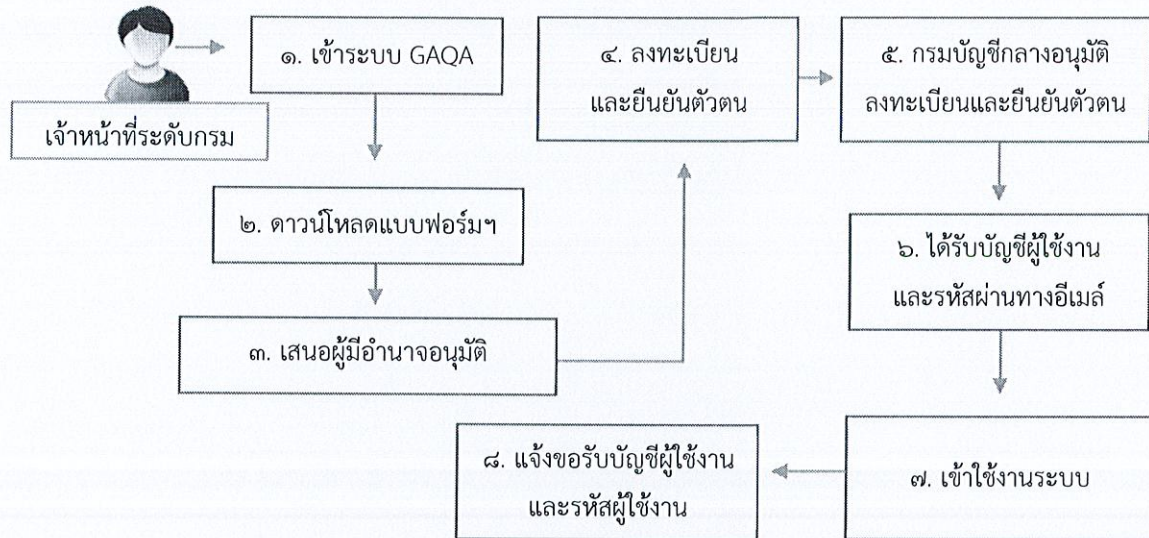 เจ้าหน้าที่ระดับกรม
๑. เข้าระบบ GAQA
๒. ดาวน์โหลดแบบฟอร์มฯ
๓. เสนอผู้มีอำนาจอนุมัติ
๔. ลงทะเบียน
และยืนยันตัวตน
๕. กรมบัญชีกลางอนุมัติ
ลงทะเบียนและยืนยันตัวตน
๖. ได้รับบัญชีผู้ใช้งาน
และรหัสผ่านทางอีเมล์
๗. เข้าใช้งานระบบ
๘. แจ้งขอรับบัญชีผู้ใช้งาน
และรหัสผู้ใช้งาน